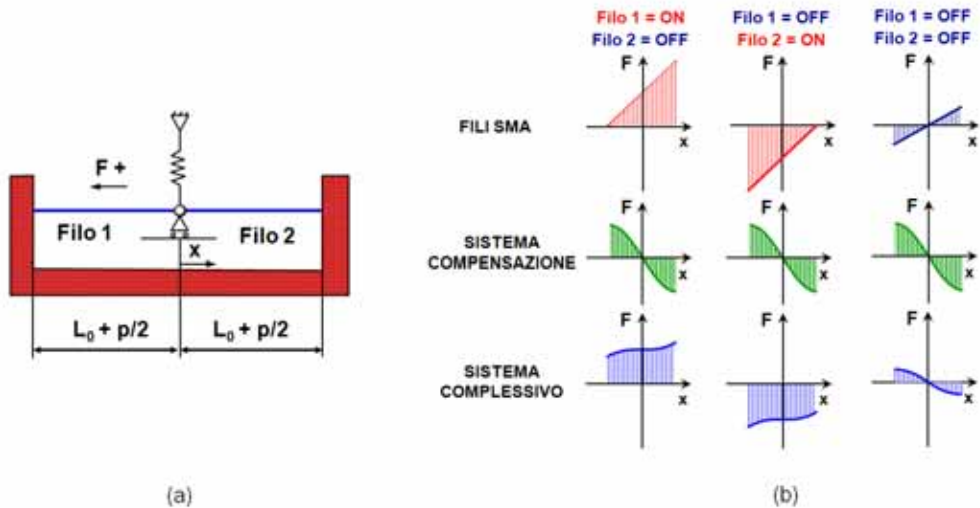 F +
Filo 1
Filo 2
x
L₀ + p/2
L₀ + p/2
(a)
Filo 1 = ON
Filo 2 = OFF
Filo 1 = OFF
Filo 2 = ON
Filo 1 = OFF
Filo 2 = OFF
FILI SMA
F
x
F
x
F
x
SISTEMA
COMPENSAZIONE
F
x
F
x
F
x
SISTEMA
COMPLESSIVO
F
x
F
x
F
x
(b)